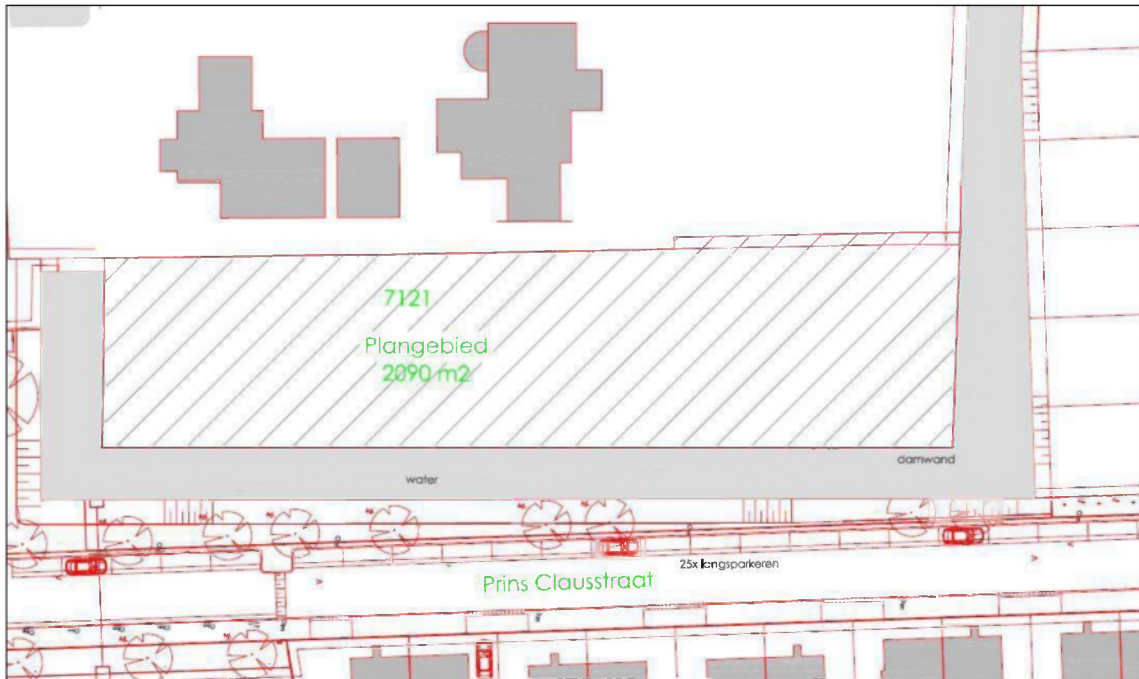 7121
Plangebied
2090 m2
damwand
water
25x langsparkeren
Prins Clausstraat